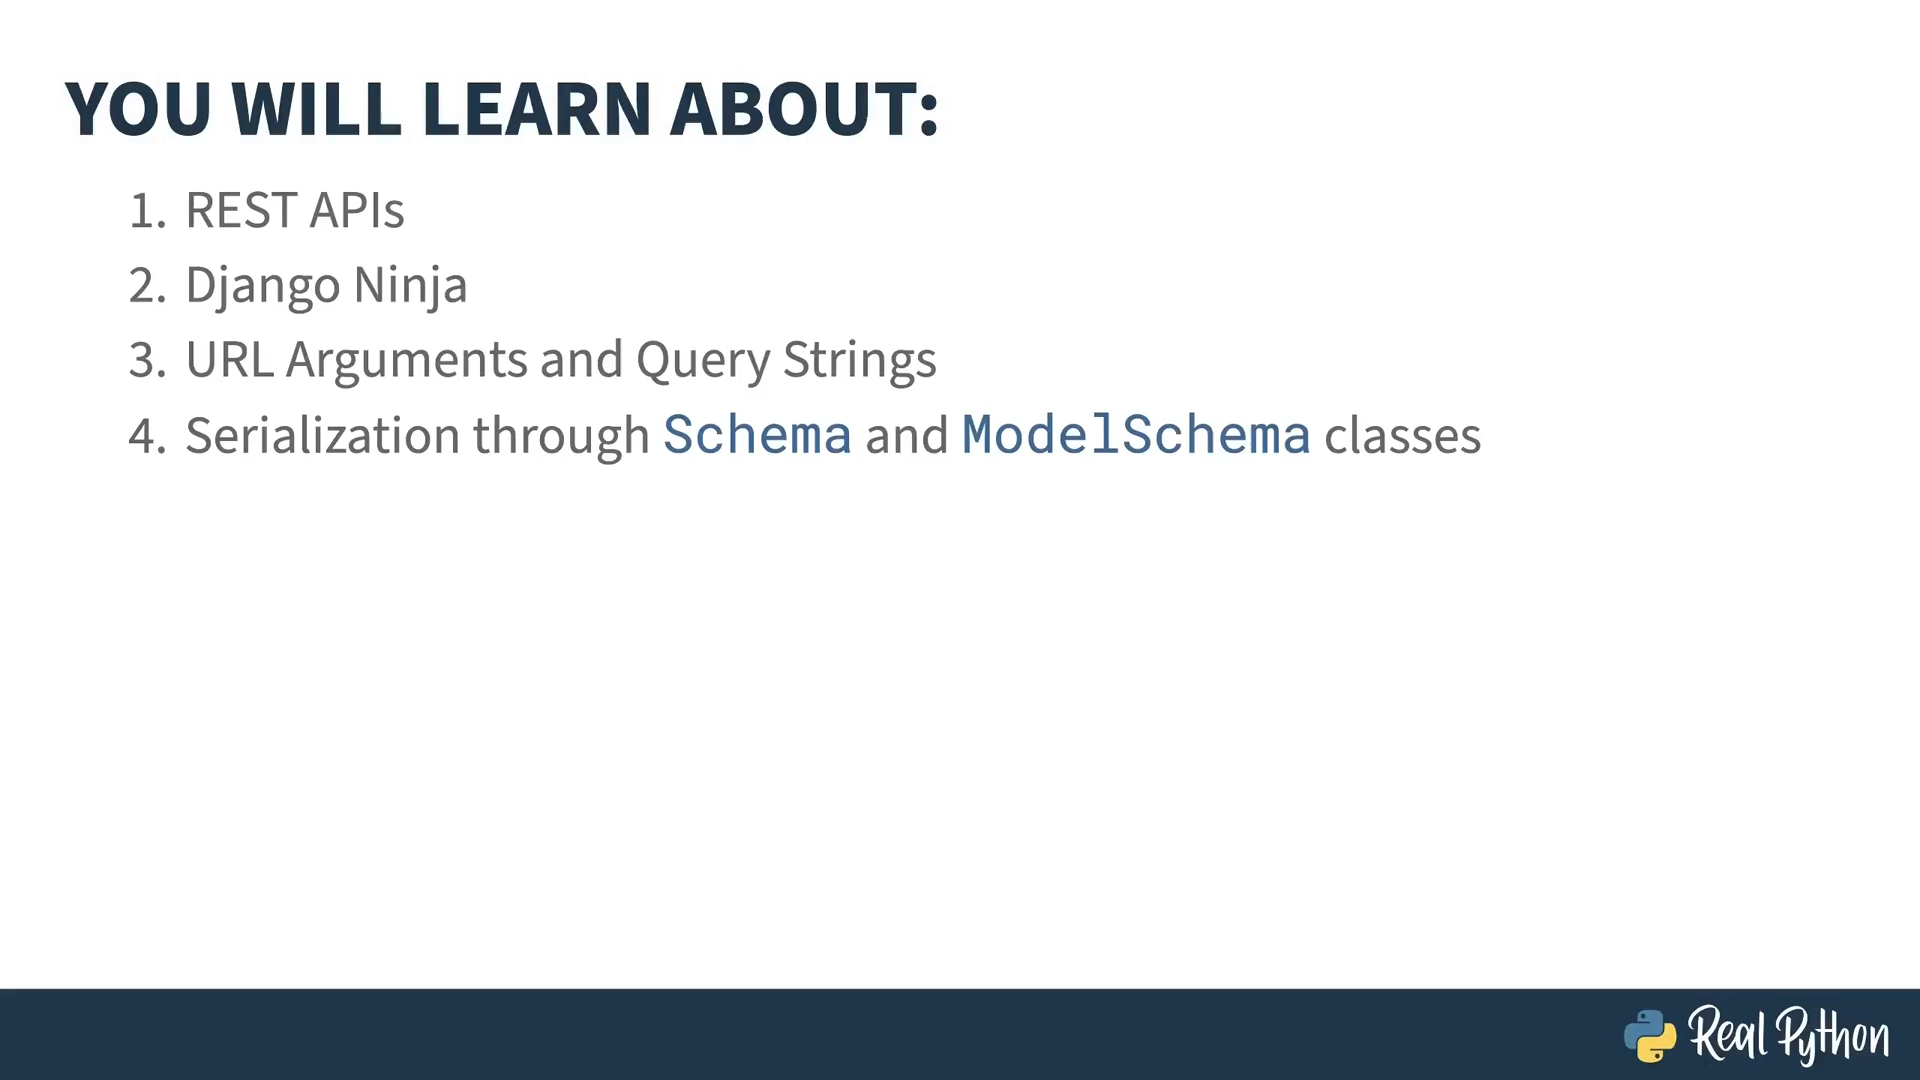 YOU WILL LEARN ABOUT:
1. REST APIs
2. Django Ninja
3. URL Arguments and Query Strings
4. Serialization through Schema and ModelSchema classes
Real Python